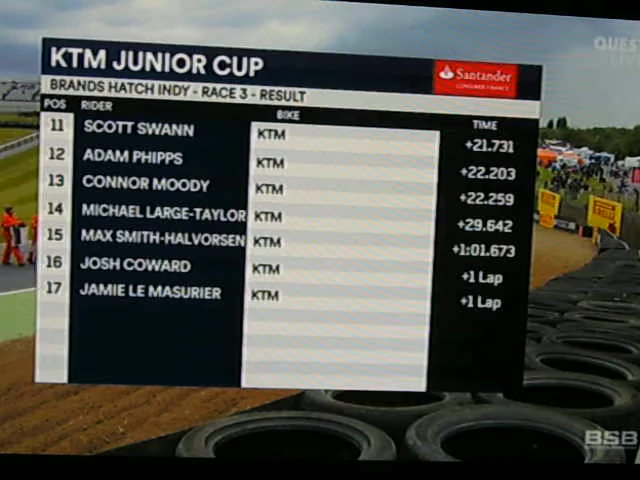 QUES
KTM JUNIOR CUP
Santander
CONSUMER FINANCE
BRANDS HATCH INDY - RACE 3 - RESULT
POS RIDER BIKE TIME
11 SCOTT SWANN KTM +21.731
12 ADAM PHIPPS KTM +22.203
13 CONNOR MOODY KTM +22.259
14 MICHAEL LARGE-TAYLOR KTM +29.642
15 MAX SMITH-HALVORSEN KTM +1:01.673
16 JOSH COWARD KTM +1 Lap
17 JAMIE LE MASURIER KTM +1 Lap
PIRELLI
BSB